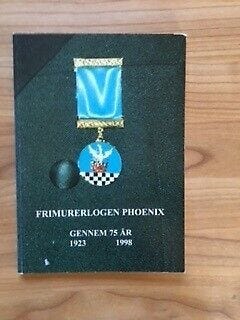 FRIMURERLOGEN PHOENIX
GENNEM 75 ÅR
1923 1998